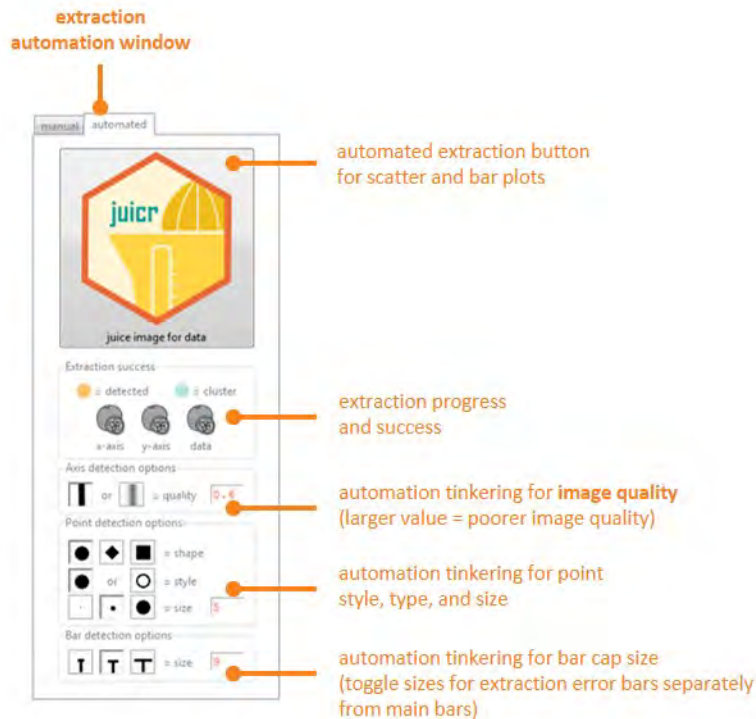 extraction
automation window
manual
automated
automated extraction button
for scatter and bar plots
juicr
juice image for data
Extraction success
= detected
= cluster
x-axis
y-axis
data
extraction progress
and success
Axis detection options
or
= quality
0.6
automation tinkering for image quality
(larger value = poorer image quality)
Point detection options
= shape
or
= style
= size
5
automation tinkering for point
style, type, and size
Bar detection options
= size
9
automation tinkering for bar cap size
(toggle sizes for extraction error bars separately
from main bars)